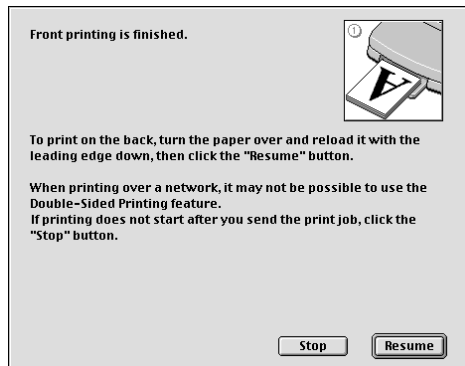 Front printing is finished.
1
A
To print on the back, turn the paper over and reload it with the
leading edge down, then click the "Resume" button.
When printing over a network, it may not be possible to use the
Double-Sided Printing feature.
If printing does not start after you send the print job, click the
"Stop" button.
Stop
Resume